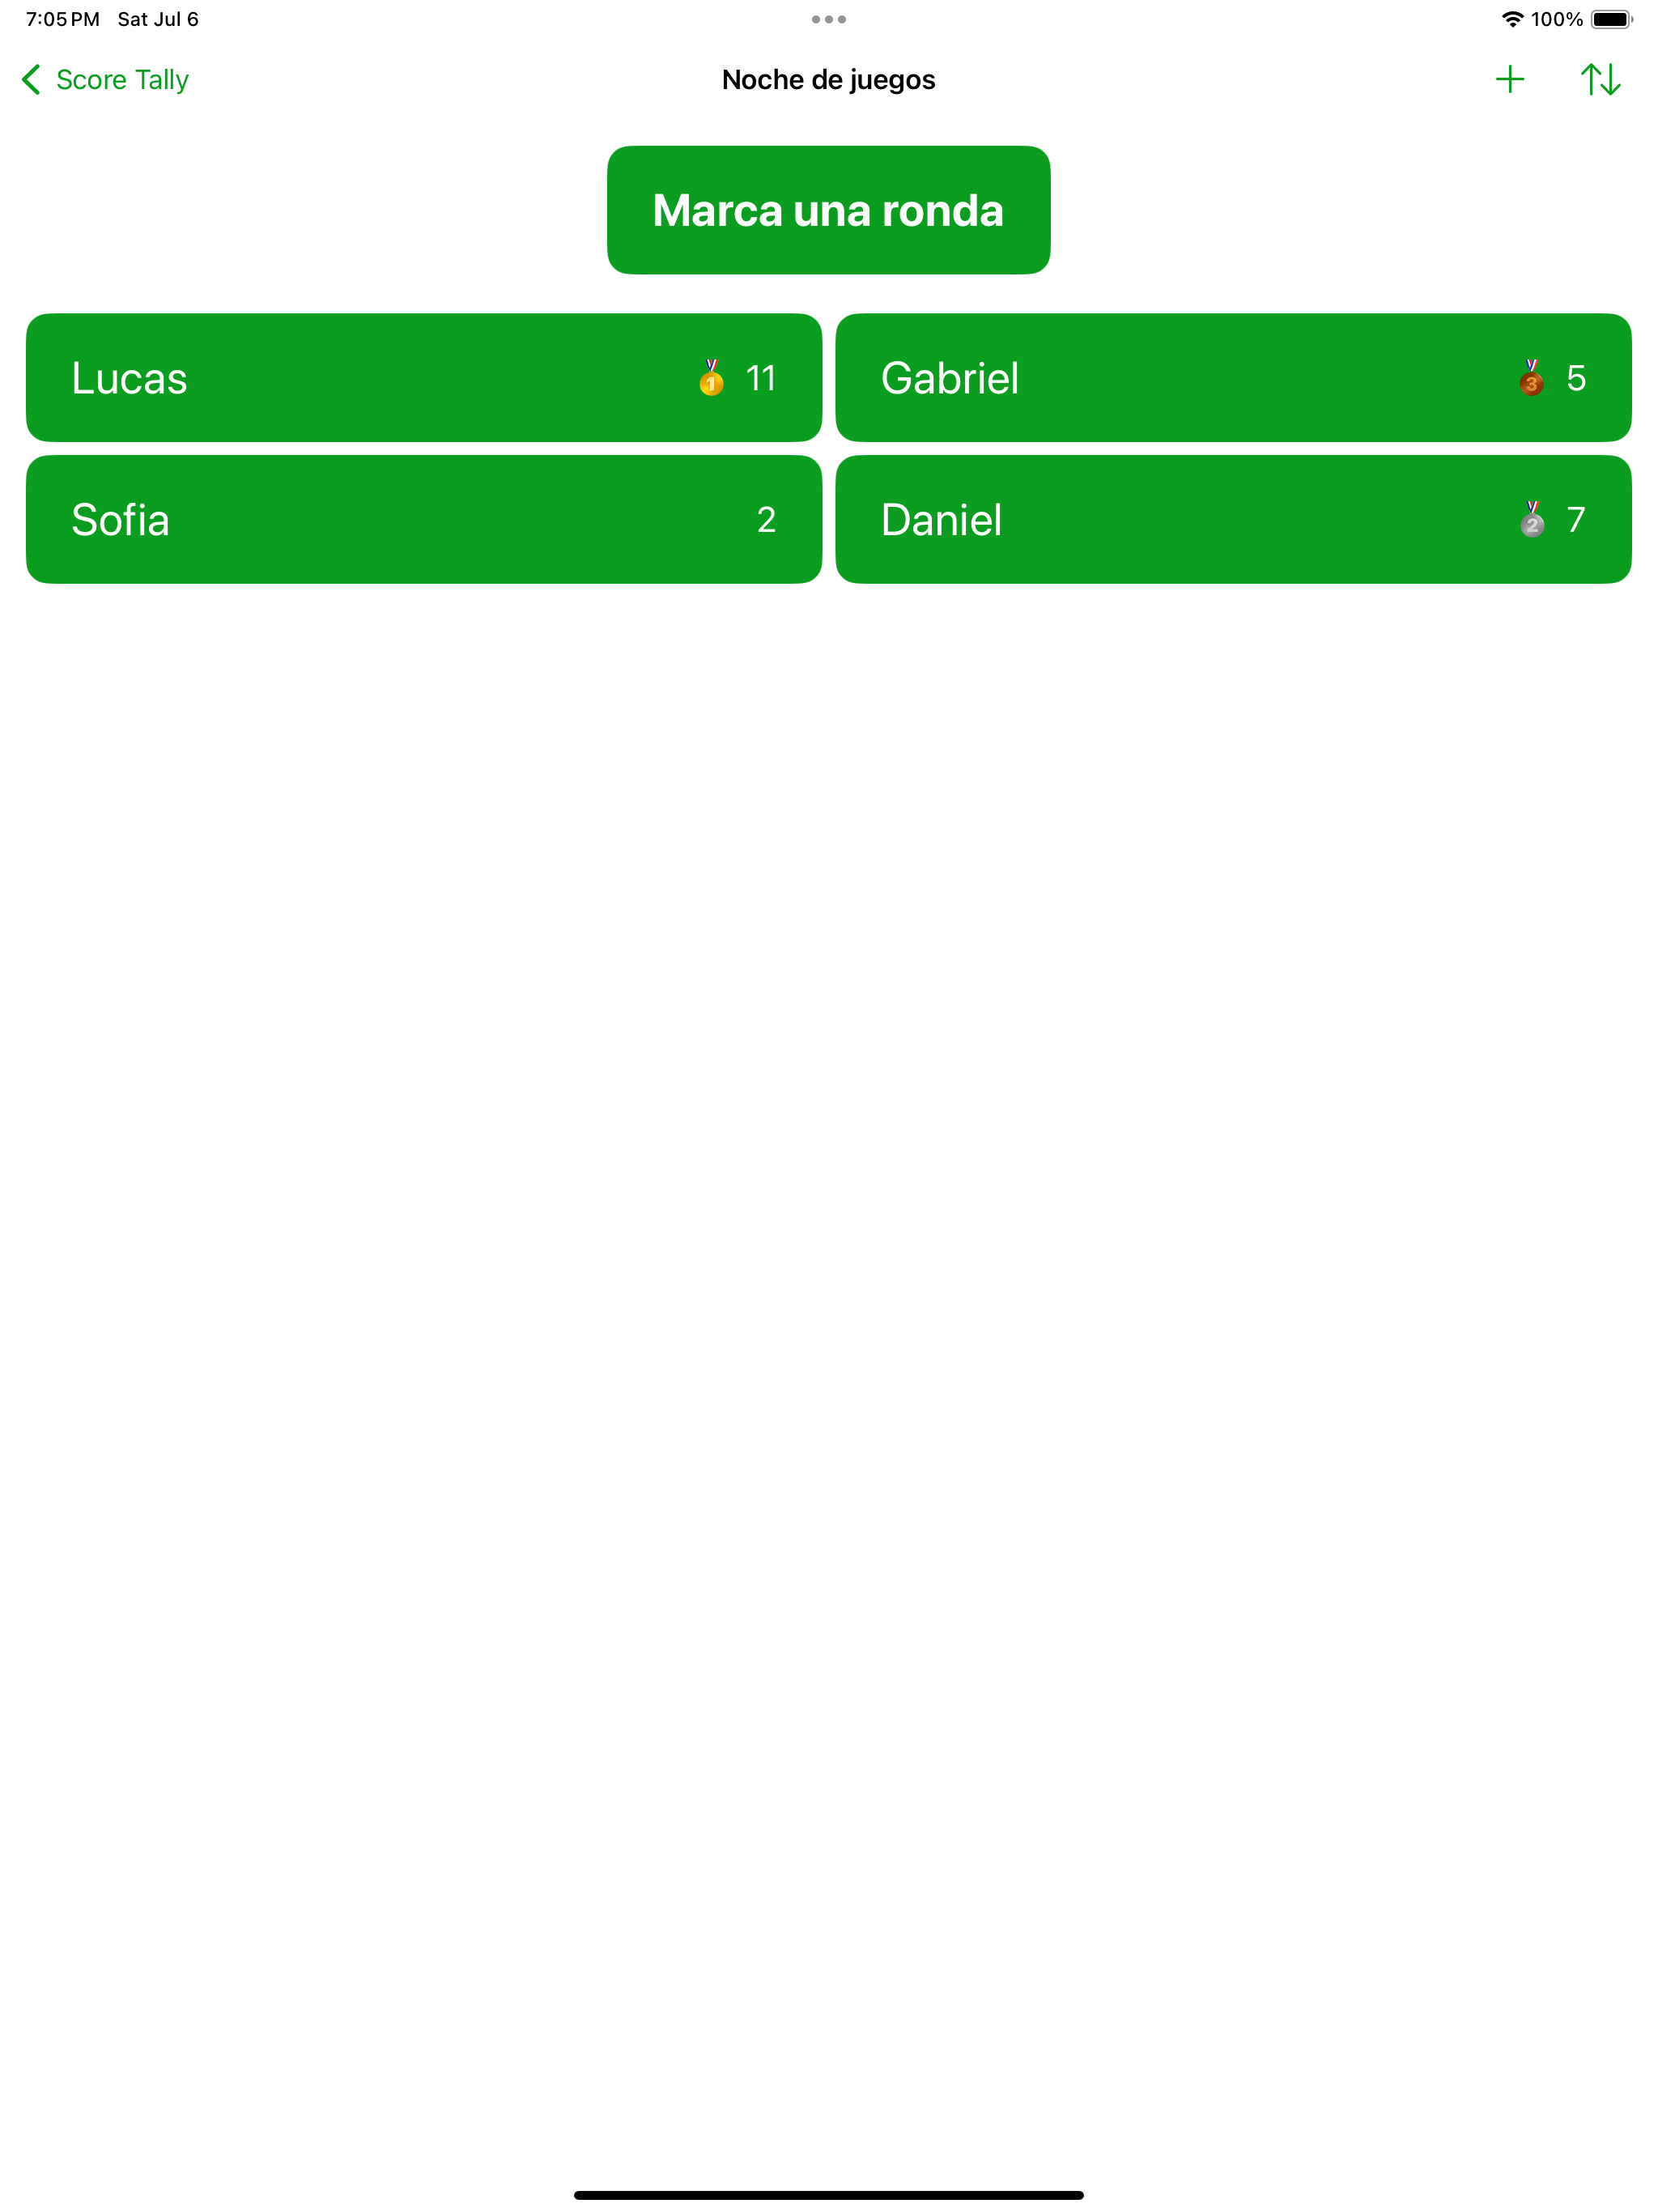 7:05 PM Sat Jul 6
100%
Score Tally
Noche de juegos
Marca una ronda
Lucas 🥇 11
Gabriel 🥉 5
Sofia 2
Daniel 🥈 7